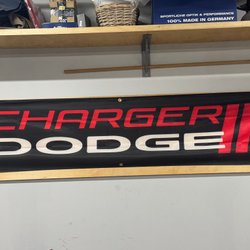 SPORTLICHE OPTIK & PERFORMANCE
100% MADE IN GERMANY
CHARGER
DODGE